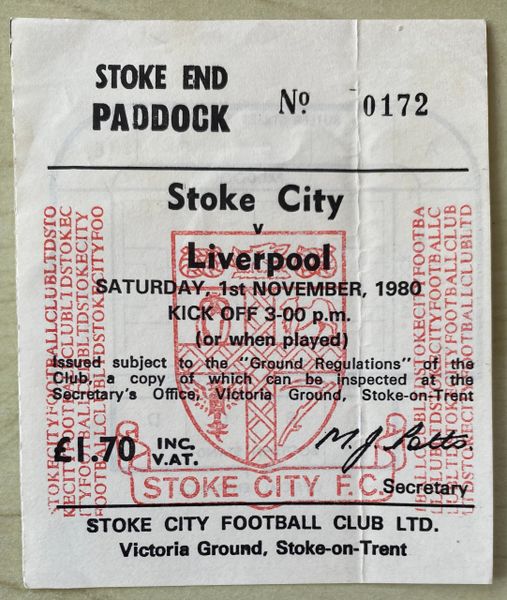 STOKE END
PADDOCK
Nº 0172
Stoke City
v
Liverpool
SATURDAY, 1st NOVEMBER, 1980
KICK OFF 3-00 p.m.
(or when played)
Issued subject to the "Ground Regulations" of the
Club, a copy of which can be inspected at the
Secretary's Office, Victoria Ground, Stoke-on-Trent
£1.70 INC.
V.AT.
M. J. Potts
Secretary
STOKE CITY F.C.
STOKE CITY FOOTBALL CLUB LTD.
Victoria Ground, Stoke-on-Trent